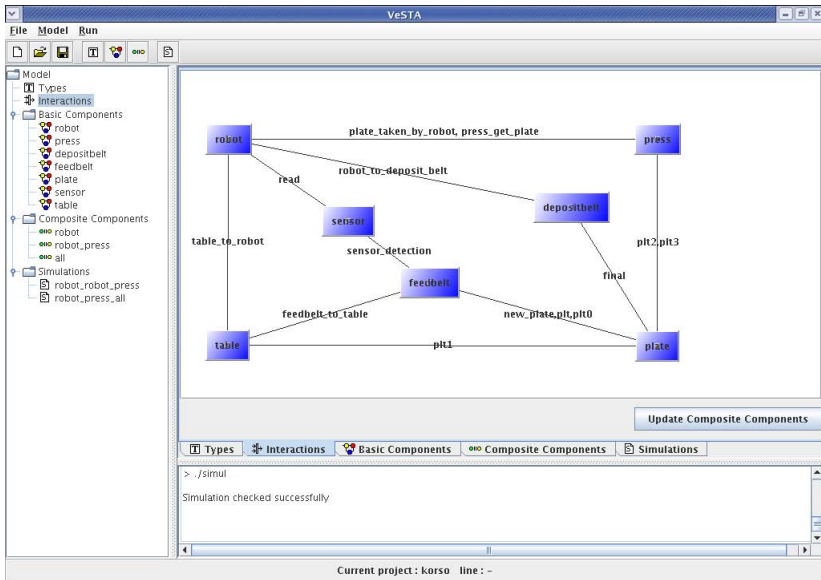 VeSTA
File Model Run
Model
Types
Interactions
Basic Components
robot
press
depositbelt
feedbelt
plate
sensor
table
Composite Components
robot
robot_press
all
Simulations
robot_robot_press
robot_press_all
plate_taken_by_robot, press_get_plate
robot
press
robot_to_deposit_belt
read
depositbelt
sensor
table_to_robot
plt2,plt3
sensor_detection
final
feedbelt
feedbelt_to_table
new_plate,plt,plt0
table
plt1
plate
Update Composite Components
Types Interactions Basic Components Composite Components Simulations
> ./simul
Simulation checked successfully
Current project : korso line : -